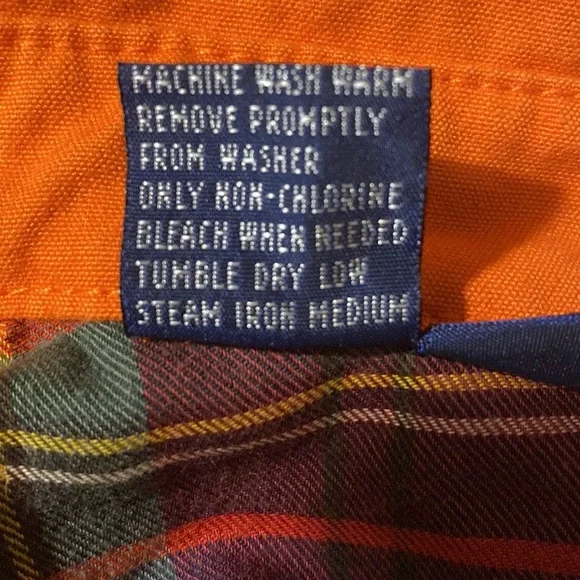 MACHINE WASH WARM
REMOVE PROMPTLY
FROM WASHER
ONLY NON-CHLORINE
BLEACH WHEN NEEDED
TUMBLE DRY LOW
STEAM IRON MEDIUM